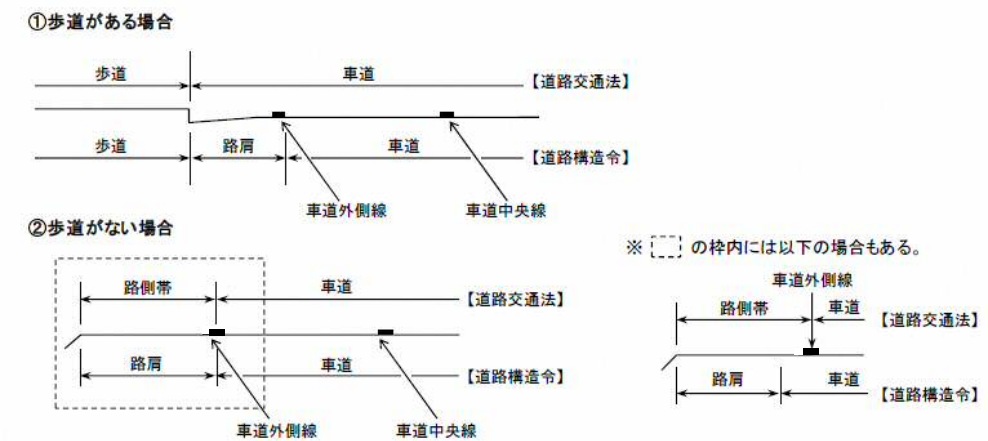 ①歩道がある場合
歩道 車道 【道路交通法】
歩道 路肩 車道 【道路構造令】
車道外側線 車道中央線
②歩道がない場合
路側帯 車道 【道路交通法】
路肩 車道 【道路構造令】
車道外側線 車道中央線
※ の枠内には以下の場合もある。
車道外側線
路側帯 車道 【道路交通法】
路肩 車道 【道路構造令】